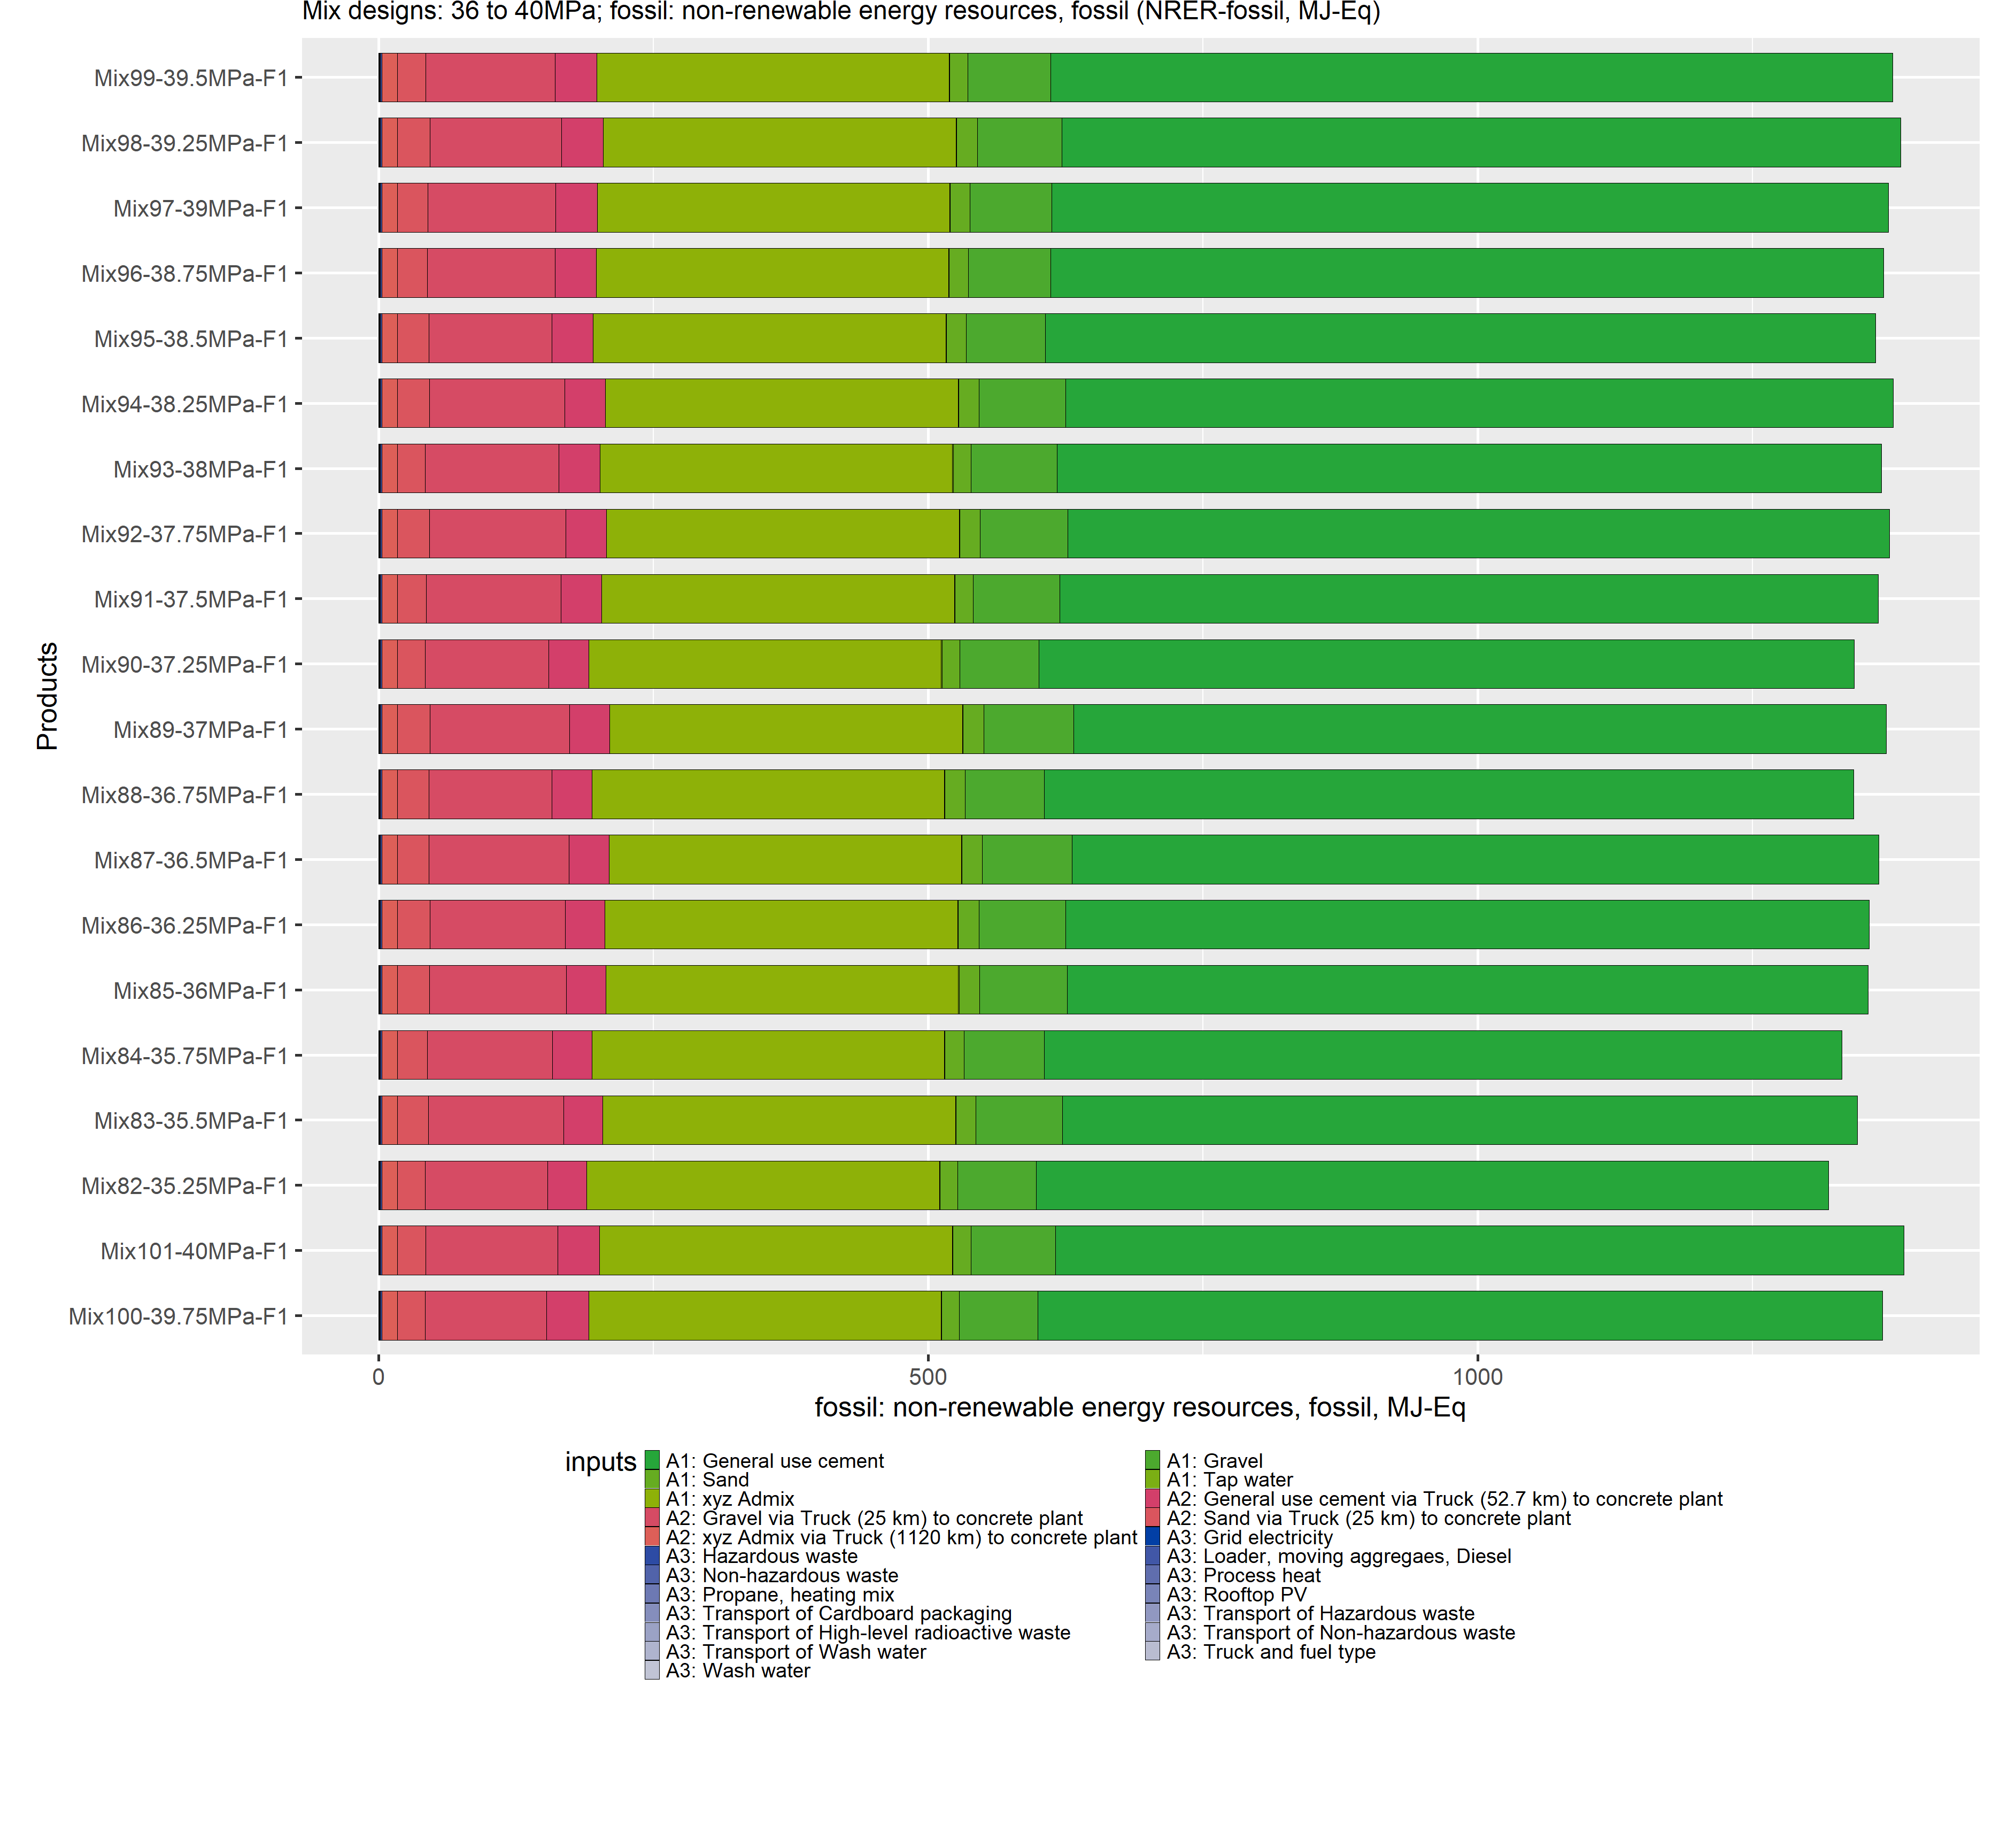 Mix designs: 36 to 40MPa; fossil: non-renewable energy resources, fossil (NRER-fossil, MJ-Eq)
Mix99-39.5MPa-F1
Mix98-39.25MPa-F1
Mix97-39MPa-F1
Mix96-38.75MPa-F1
Mix95-38.5MPa-F1
Mix94-38.25MPa-F1
Mix93-38MPa-F1
Mix92-37.75MPa-F1
Mix91-37.5MPa-F1
Mix90-37.25MPa-F1
Mix89-37MPa-F1
Mix88-36.75MPa-F1
Mix87-36.5MPa-F1
Mix86-36.25MPa-F1
Mix85-36MPa-F1
Mix84-35.75MPa-F1
Mix83-35.5MPa-F1
Mix82-35.25MPa-F1
Mix101-40MPa-F1
Mix100-39.75MPa-F1
Products
0 500 1000
fossil: non-renewable energy resources, fossil, MJ-Eq
inputs
A1: General use cement A1: Gravel
A1: Sand A1: Tap water
A1: xyz Admix A2: General use cement via Truck (52.7 km) to concrete plant
A2: Gravel via Truck (25 km) to concrete plant A2: Sand via Truck (25 km) to concrete plant
A2: xyz Admix via Truck (1120 km) to concrete plant A3: Grid electricity
A3: Hazardous waste A3: Loader, moving aggregaes, Diesel
A3: Non-hazardous waste A3: Process heat
A3: Propane, heating mix A3: Rooftop PV
A3: Transport of Cardboard packaging A3: Transport of Hazardous waste
A3: Transport of High-level radioactive waste A3: Transport of Non-hazardous waste
A3: Transport of Wash water A3: Truck and fuel type
A3: Wash water